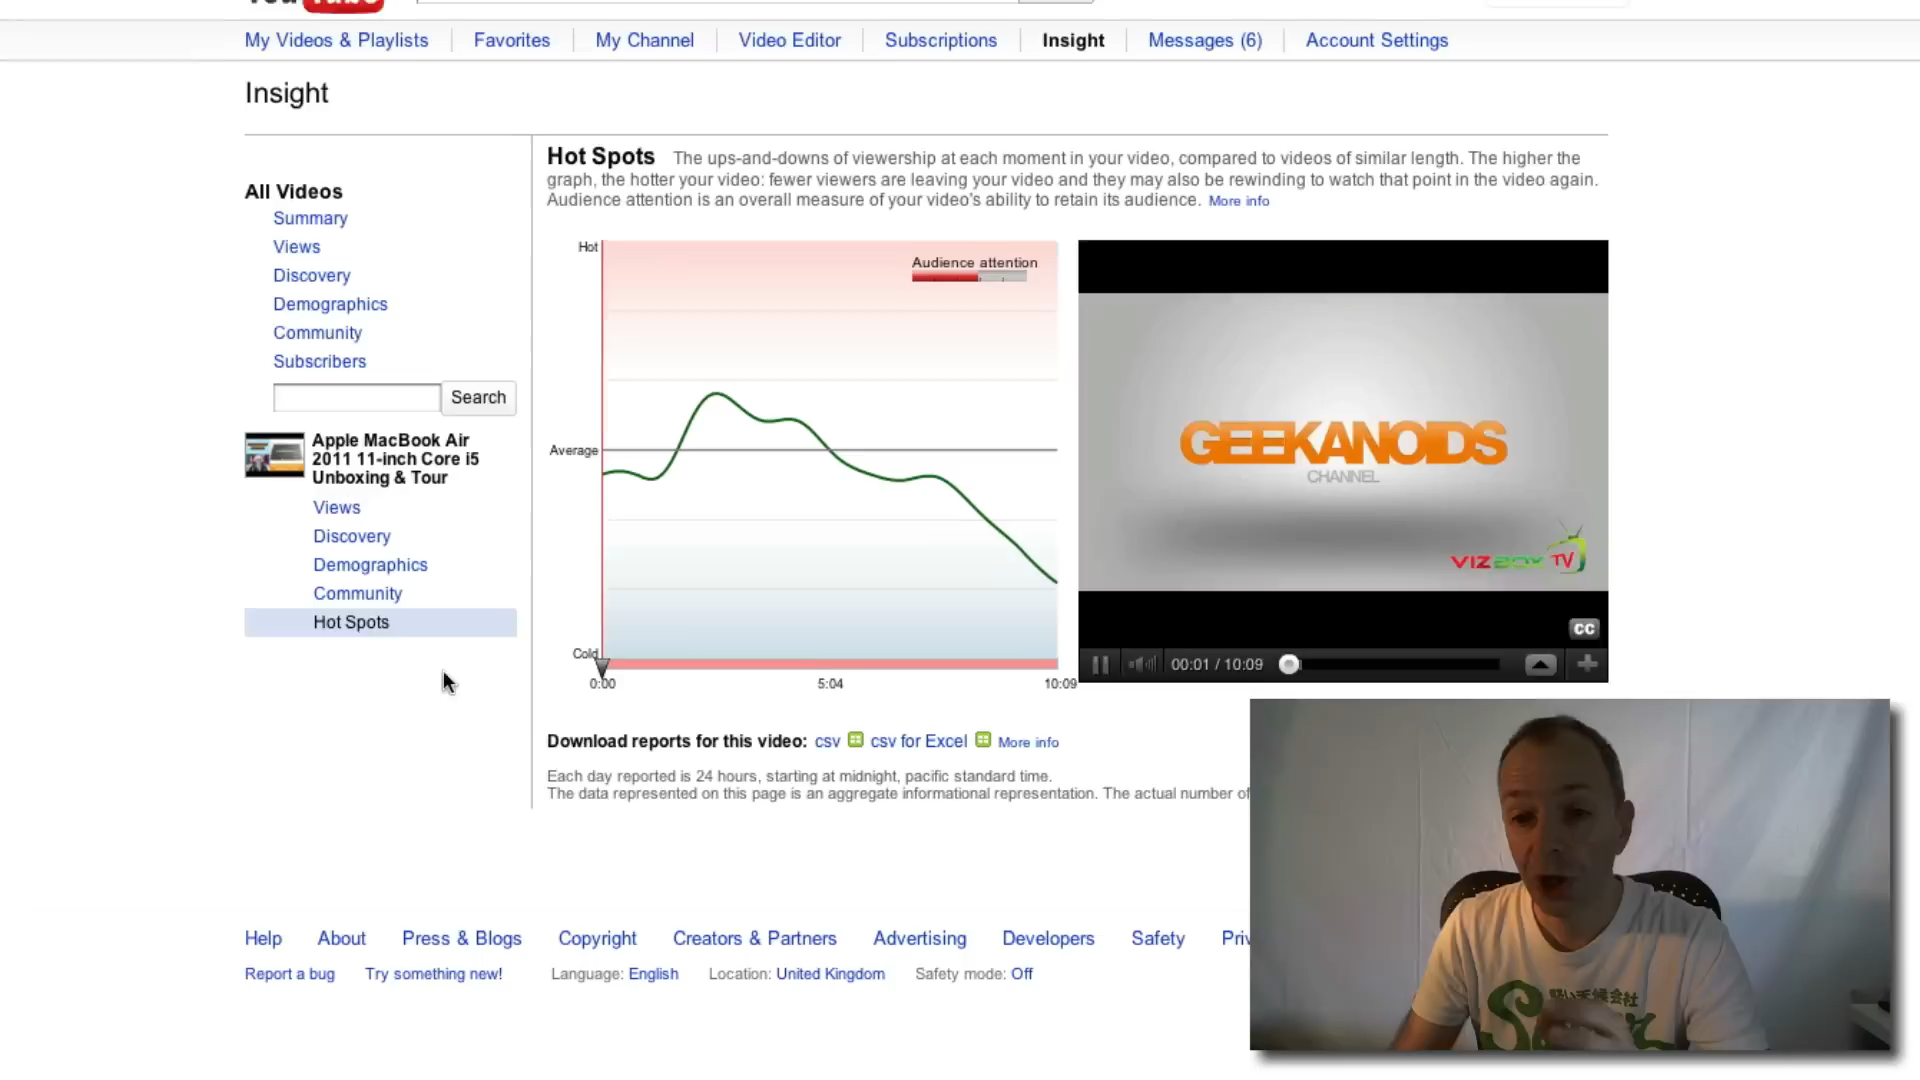 You Tube
My Videos & Playlists Favorites My Channel Video Editor Subscriptions Insight Messages (6) Account Settings
Insight
All Videos
Summary
Views
Discovery
Demographics
Community
Subscribers
Search
Apple MacBook Air
2011 11-inch Core i5
Unboxing & Tour
Views
Discovery
Demographics
Community
Hot Spots
Hot Spots The ups-and-downs of viewership at each moment in your video, compared to videos of similar length. The higher the
graph, the hotter your video: fewer viewers are leaving your video and they may also be rewinding to watch that point in the video again.
Audience attention is an overall measure of your video's ability to retain its audience. More info
Hot
Audience attention
Average
Cold
0:00 5:04 10:09
GEEKANOIDS
CHANNEL
VIZBOX TV
CC
00:01 / 10:09
Download reports for this video: csv csv for Excel More info
Each day reported is 24 hours, starting at midnight, pacific standard time.
The data represented on this page is an aggregate informational representation. The actual number of
Help About Press & Blogs Copyright Creators & Partners Advertising Developers Safety Priv
Report a bug Try something new! Language: English Location: United Kingdom Safety mode: Off